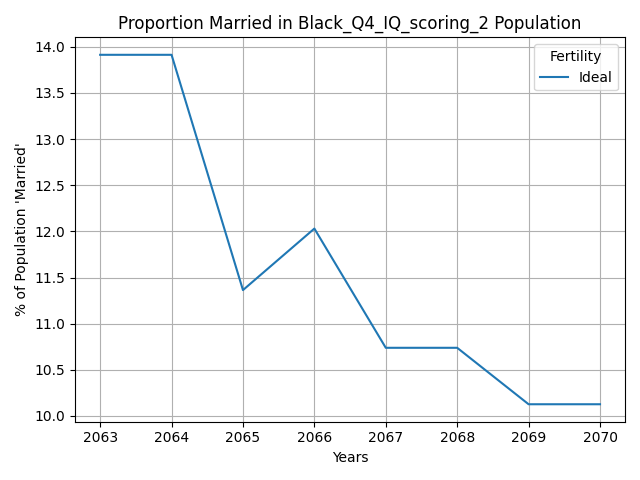 Proportion Married in Black_Q4_IQ_scoring_2 Population
Fertility
Ideal
% of Population 'Married'
14.0
13.5
13.0
12.5
12.0
11.5
11.0
10.5
10.0
2063 2064 2065 2066 2067 2068 2069 2070
Years